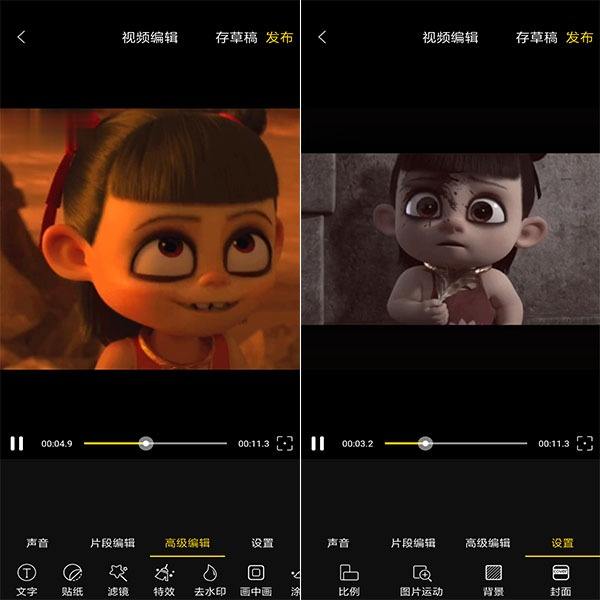 视频编辑 存草稿 发布
00:04.9 00:11.3
声音 片段编辑 高级编辑 设置
文字 贴纸 滤镜 特效 去水印 画中画 涂
视频编辑 存草稿 发布
00:03.2 00:11.3
声音 片段编辑 高级编辑 设置
COVER
比例 图片运动 背景 封面